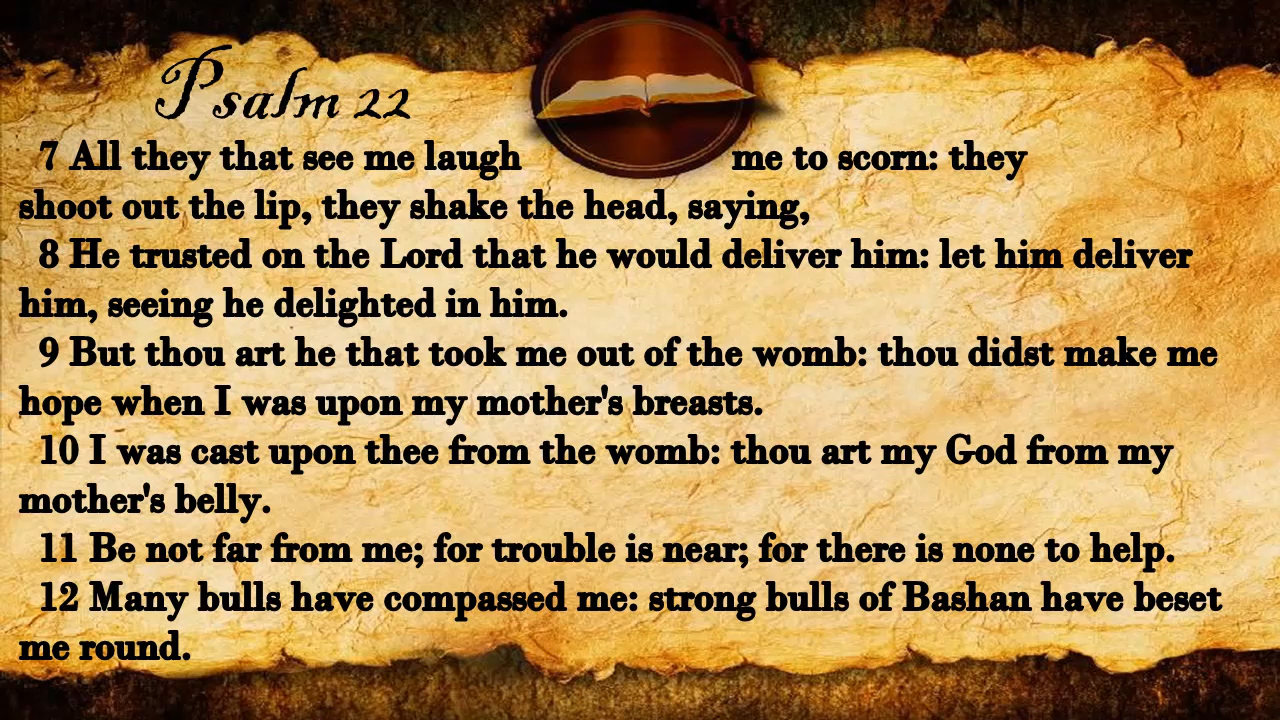 Psalm 22
7 All they that see me laugh me to scorn: they
shoot out the lip, they shake the head, saying,
8 He trusted on the Lord that he would deliver him: let him deliver
him, seeing he delighted in him.
9 But thou art he that took me out of the womb: thou didst make me
hope when I was upon my mother's breasts.
10 I was cast upon thee from the womb: thou art my God from my
mother's belly.
11 Be not far from me; for trouble is near; for there is none to help.
12 Many bulls have compassed me: strong bulls of Bashan have beset
me round.